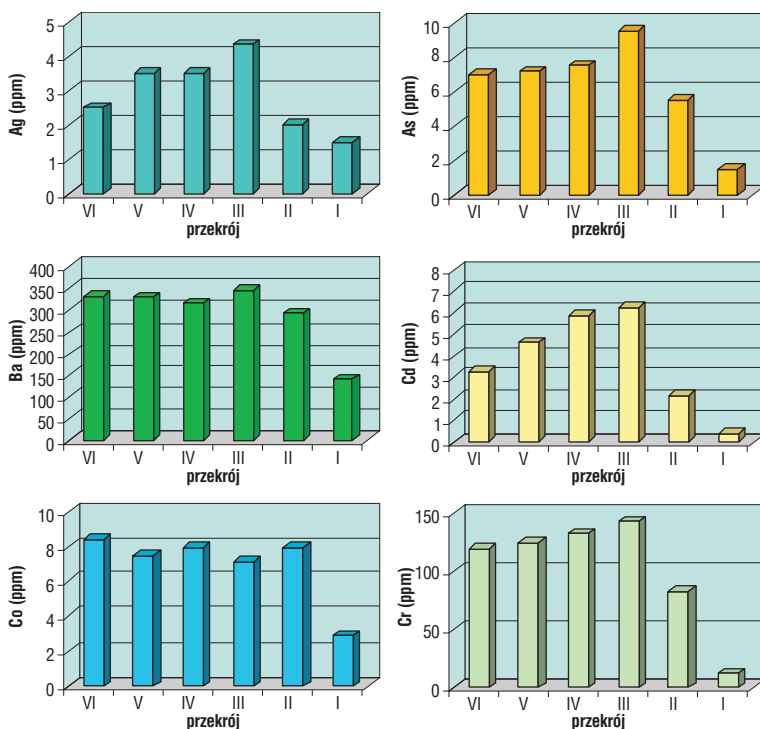 Ag (ppm)
5
4
3
2
1
0
VI V IV III II I
przekrój
As (ppm)
10
8
6
4
2
0
VI V IV III II I
przekrój
Ba (ppm)
400
350
300
250
200
150
100
50
0
VI V IV III II I
przekrój
Cd (ppm)
8
7
6
5
4
3
2
1
0
VI V IV III II I
przekrój
Co (ppm)
10
8
6
4
2
0
VI V IV III II I
przekrój
Cr (ppm)
150
100
50
0
VI V IV III II I
przekrój